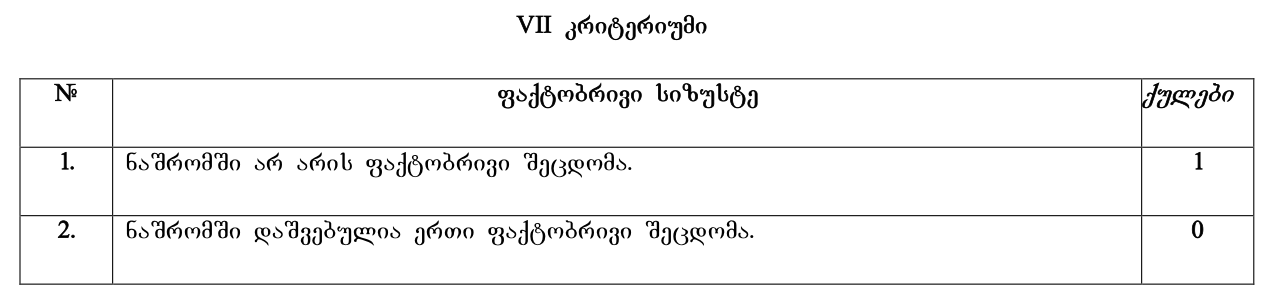 VII კრიტერიუმი
№ ფაქტობრივი სიზუსტე ქულები
1. ნაშრომში არ არის ფაქტობრივი შეცდომა. 1
2. ნაშრომში დაშვებულია ერთი ფაქტობრივი შეცდომა. 0